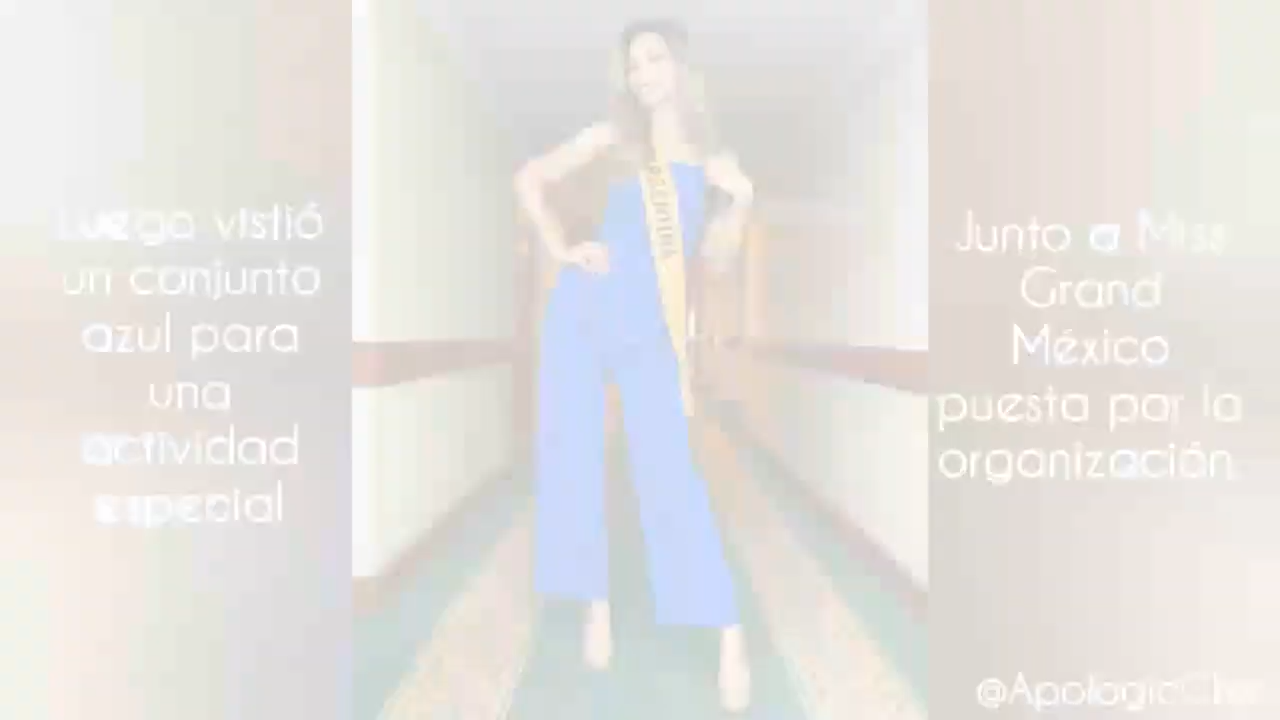 Luego vistió
un conjunto
azul para
una
actividad
especial
Junto a Miss
Grand
México
puesta por la
organización